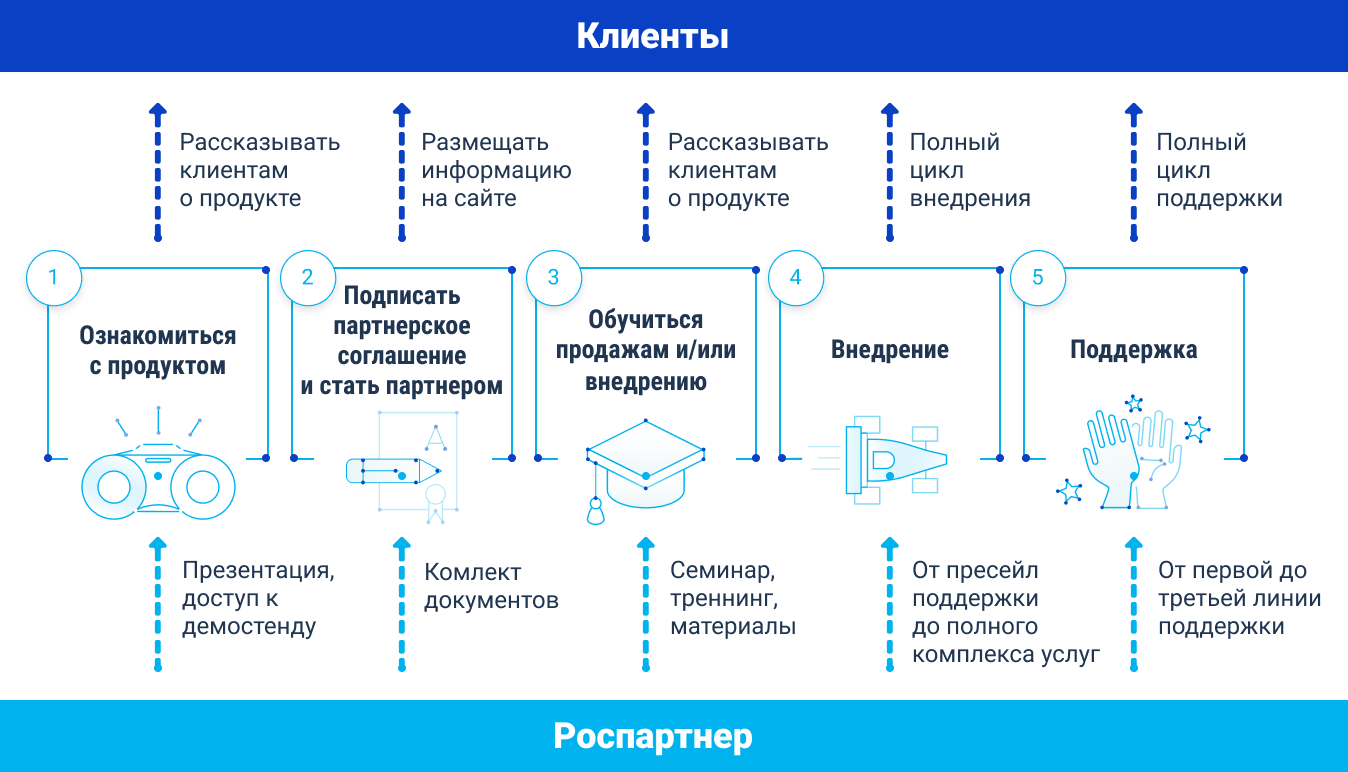 Клиенты
Рассказывать
клиентам
о продукте
Размещать
информацию
на сайте
Рассказывать
клиентам
о продукте
Полный
цикл
внедрения
Полный
цикл
поддержки
1
Ознакомиться
с продуктом
2
Подписать
партнерское
соглашение
и стать партнером
3
Обучиться
продажам и/или
внедрению
4
Внедрение
5
Поддержка
Презентация,
доступ к
демостенду
Комлект
документов
Семинар,
треннинг,
материалы
От пресейл
поддержки
до полного
комплекса услуг
От первой до
третьей линии
поддержки
Роспартнер